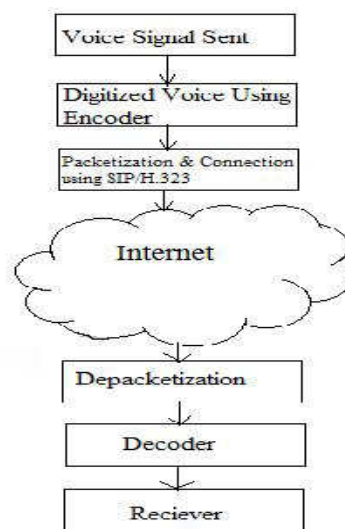 Voice Signal Sent
Digitized Voice Using
Encoder
Packetization & Connection
using SIP/H.323
Internet
Depacketization
Decoder
Reciever